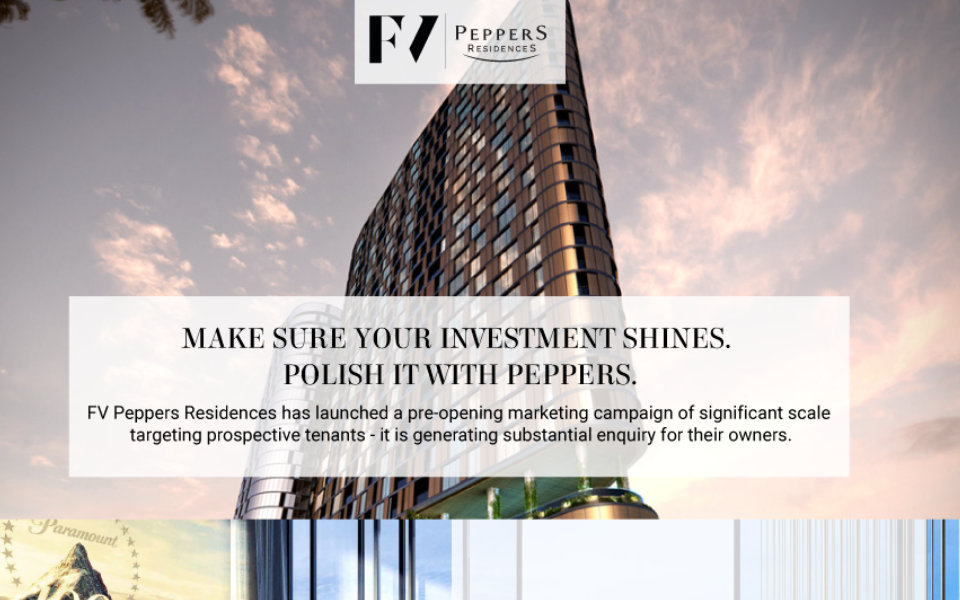 FV
PEPPERS
RESIDENCES
MAKE SURE YOUR INVESTMENT SHINES.
POLISH IT WITH PEPPERS.
FV Peppers Residences has launched a pre-opening marketing campaign of significant scale
targeting prospective tenants - it is generating substantial enquiry for their owners.
Paramount